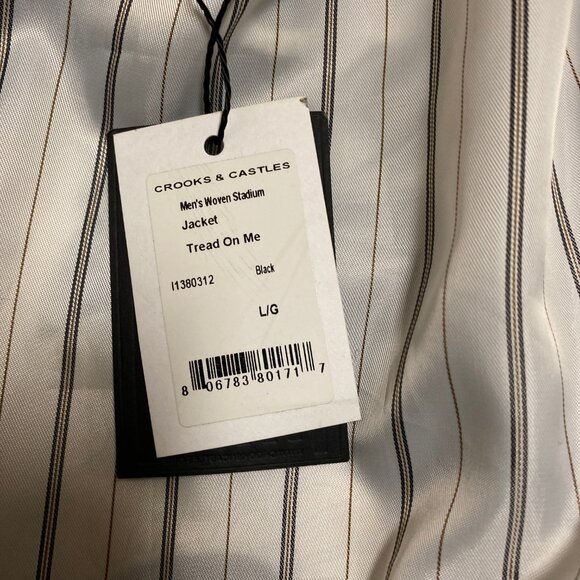 CROOKS & CASTLES
Men's Woven Stadium
Jacket
Tread On Me
I1380312 Black
L/G
8 06783 80171 7